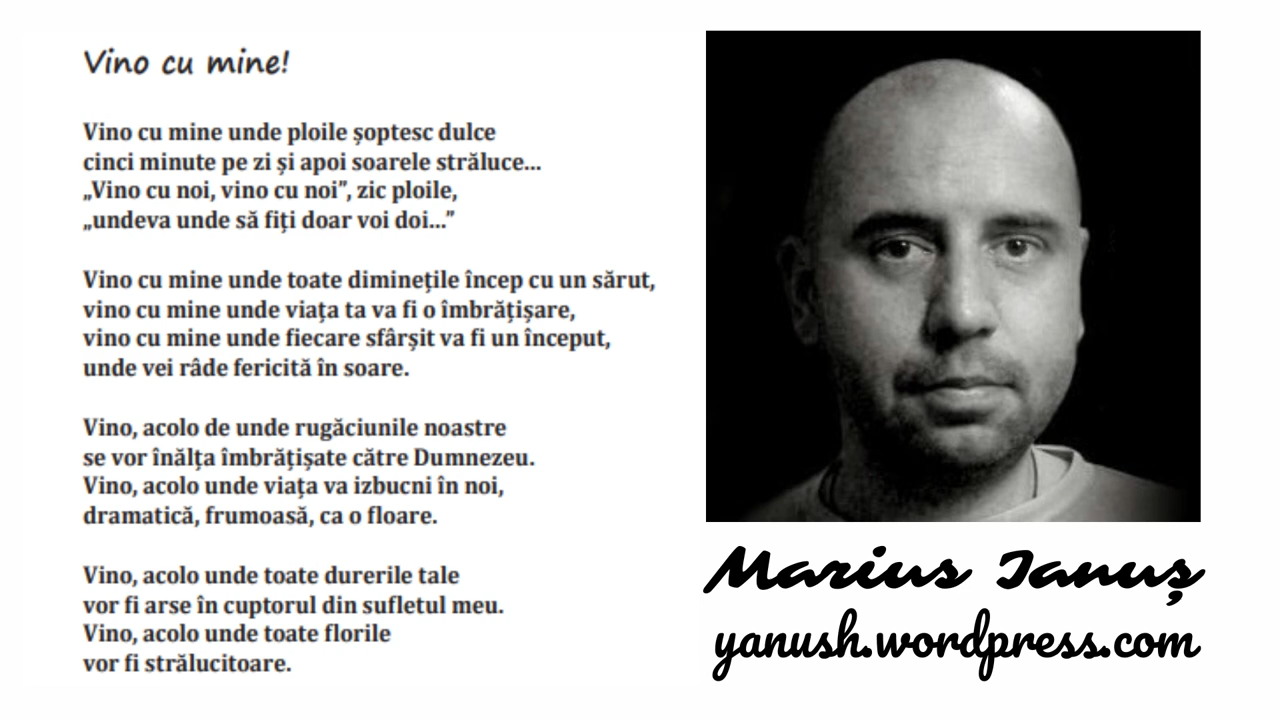 Vino cu mine!
Vino cu mine unde ploile șoptesc dulce
cinci minute pe zi și apoi soarele străluce...
„Vino cu noi, vino cu noi”, zic ploile,
„undeva unde să fiți doar voi doi...”
Vino cu mine unde toate diminețile încep cu un sărut,
vino cu mine unde viața ta va fi o îmbrățișare,
vino cu mine unde fiecare sfârșit va fi un început,
unde vei râde fericită în soare.
Vino, acolo de unde rugăciunile noastre
se vor înălța îmbrățișate către Dumnezeu.
Vino, acolo unde viața va izbucni în noi,
dramatică, frumoasă, ca o floare.
Vino, acolo unde toate durerile tale
vor fi arse în cuptorul din sufletul meu.
Vino, acolo unde toate florile
vor fi strălucitoare.
Marius Ianuș
yanush.wordpress.com